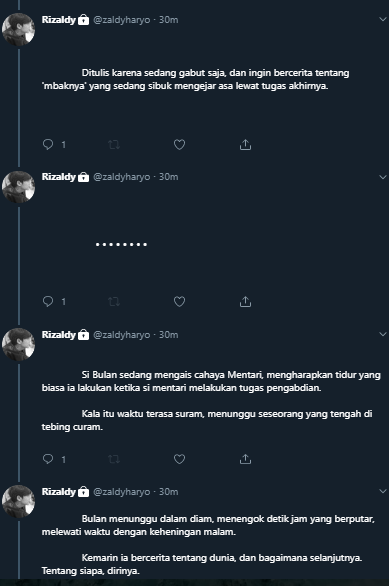 Rizaldy @zaldyharyo · 30m
Ditulis karena sedang gabut saja, dan ingin bercerita tentang
'mbaknya' yang sedang sibuk mengejar asa lewat tugas akhirnya.
1
Rizaldy @zaldyharyo · 30m
........
1
Rizaldy @zaldyharyo · 30m
Si Bulan sedang mengais cahaya Mentari, mengharapkan tidur yang
biasa ia lakukan ketika si mentari melakukan tugas pengabdian.
Kala itu waktu terasa suram, menunggu seseorang yang tengah di
tebing curam.
1
Rizaldy @zaldyharyo · 30m
Bulan menunggu dalam diam, menengok detik jam yang berputar,
melewati waktu dengan keheningan malam.
Kemarin ia bercerita tentang dunia, dan bagaimana selanjutnya.
Tentang siapa, dirinya.